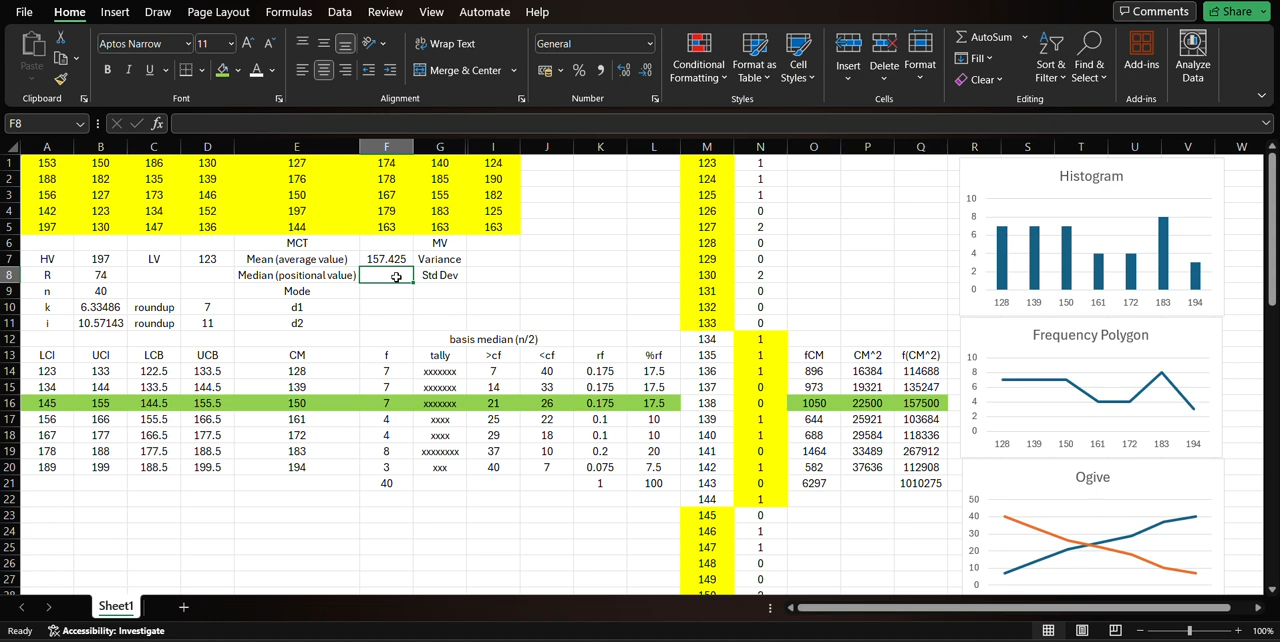 File Home Insert Draw Page Layout Formulas Data Review View Automate Help Comments Share
Paste Aptos Narrow 11 B I U Wrap Text Merge & Center General Conditional Formatting Format as Table Cell Styles Insert Delete Format AutoSum Fill Clear Sort & Filter Find & Select Add-ins Analyze Data
Clipboard Font Alignment Number Styles Cells Editing Add-ins
F8 fx
A B C D E F G I J K L M N O P Q R S T U V W
1 153 150 186 130 127 174 140 124 123 1
2 188 182 135 139 176 178 185 190 124 1
3 156 127 173 146 150 167 155 182 125 1
4 142 123 134 152 197 179 183 125 126 0
5 197 130 147 136 144 163 163 163 127 2
6 MCT MV 128 0
7 HV 197 LV 123 Mean (average value) 157.425 Variance 129 0
8 R 74 Median (positional value) Std Dev 130 2
9 n 40 Mode 131 0
10 k 6.33486 roundup 7 d1 132 0
11 i 10.57143 roundup 11 d2 133 0
12 basis median (n/2) 134 1
13 LCI UCI LCB UCB CM f tally >cf <cf rf %rf 135 1 fCM CM^2 f(CM^2)
14 123 133 122.5 133.5 128 7 xxxxxxx 7 40 0.175 17.5 136 1 896 16384 114688
15 134 144 133.5 144.5 139 7 xxxxxxx 14 33 0.175 17.5 137 0 973 19321 135247
16 145 155 144.5 155.5 150 7 xxxxxxx 21 26 0.175 17.5 138 0 1050 22500 157500
17 156 166 155.5 166.5 161 4 xxxx 25 22 0.1 10 139 1 644 25921 103684
18 167 177 166.5 177.5 172 4 xxxx 29 18 0.1 10 140 1 688 29584 118336
19 178 188 177.5 188.5 183 8 xxxxxxxx 37 10 0.2 20 141 0 1464 33489 267912
20 189 199 188.5 199.5 194 3 xxx 40 7 0.075 7.5 142 1 582 37636 112908
21 40 1 100 143 0 6297 1010275
22 144 1
23 145 0
24 146 1
25 147 1
26 148 0
27 149 0
Histogram
10
8
6
4
2
0
128 139 150 161 172 183 194
Frequency Polygon
10
8
6
4
2
0
128 139 150 161 172 183 194
Ogive
50
40
30
20
10
0
Sheet1
Ready Accessibility: Investigate 100%